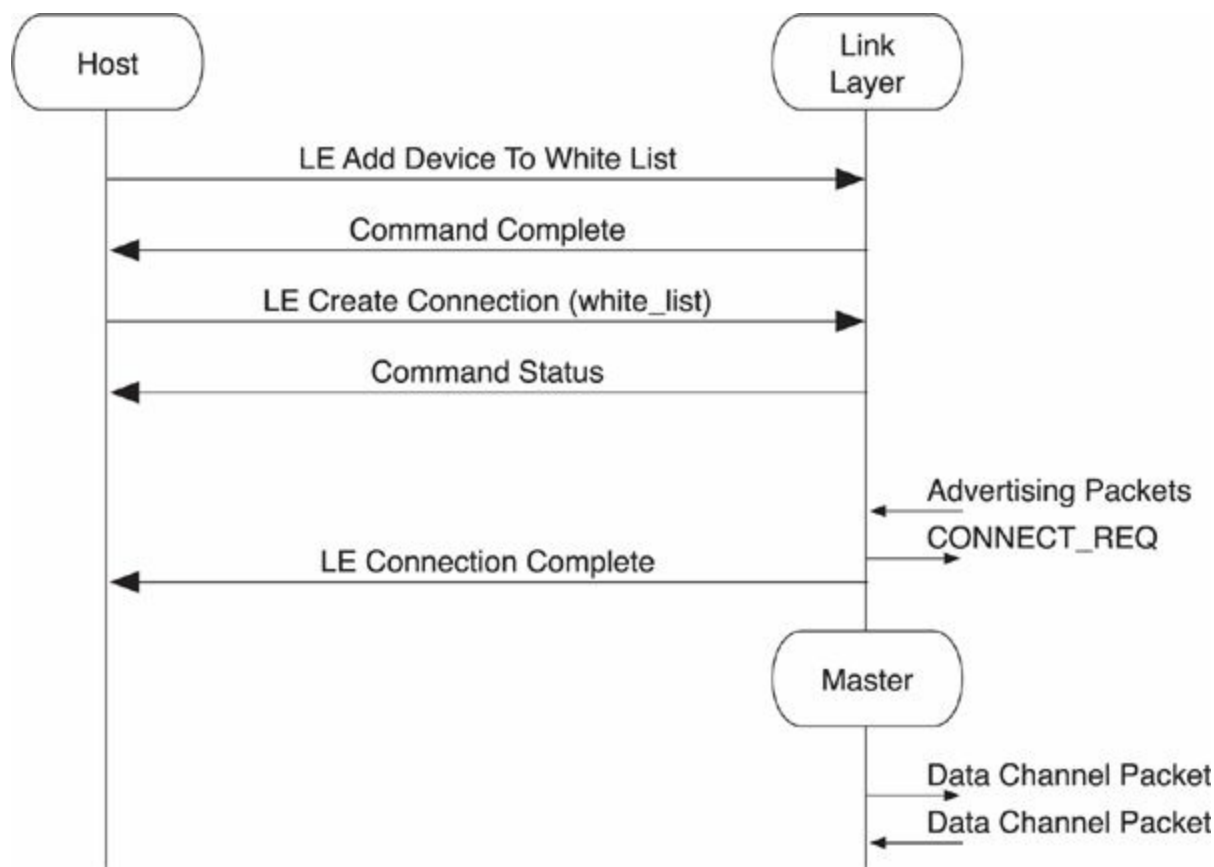 Host
Link
Layer
LE Add Device To White List
Command Complete
LE Create Connection (white_list)
Command Status
Advertising Packets
CONNECT_REQ
LE Connection Complete
Master
Data Channel Packet
Data Channel Packet